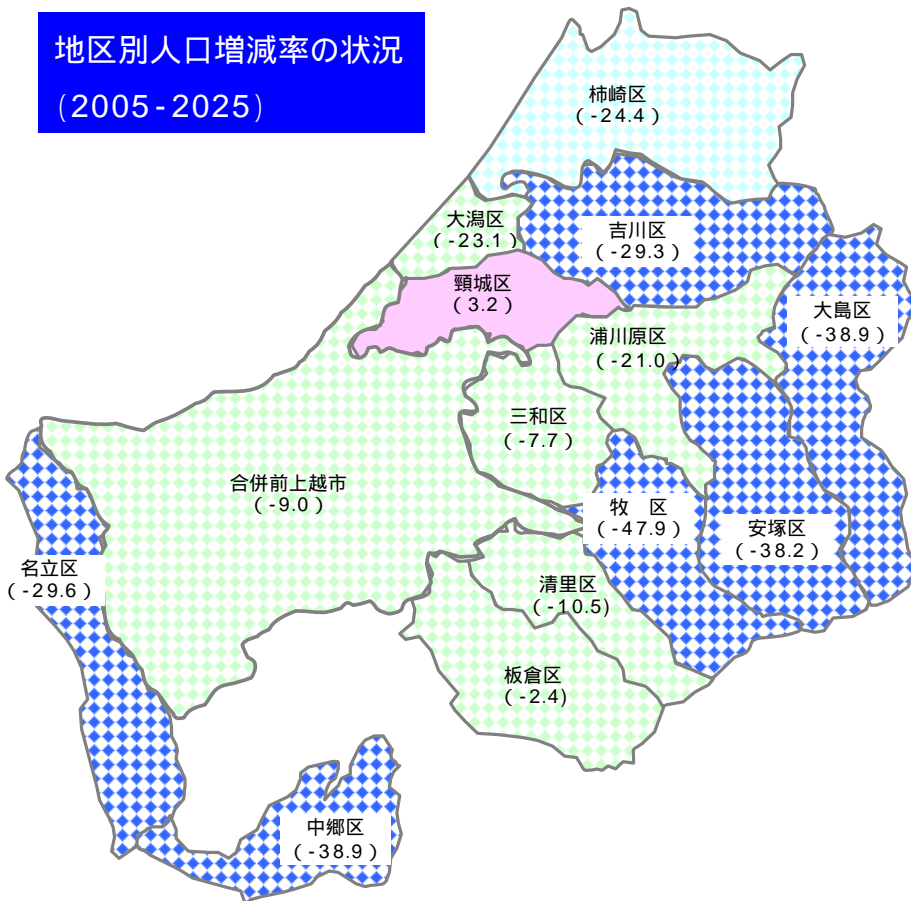 地区別人口増減率の状況
(2005-2025)
柿崎区
(-24.4)
大潟区
(-23.1)
吉川区
(-29.3)
頸城区
(3.2)
大島区
(-38.9)
浦川原区
(-21.0)
三和区
(-7.7)
合併前上越市
(-9.0)
牧　区
(-47.9)
安塚区
(-38.2)
名立区
(-29.6)
清里区
(-10.5)
板倉区
(-2.4)
中郷区
(-38.9)